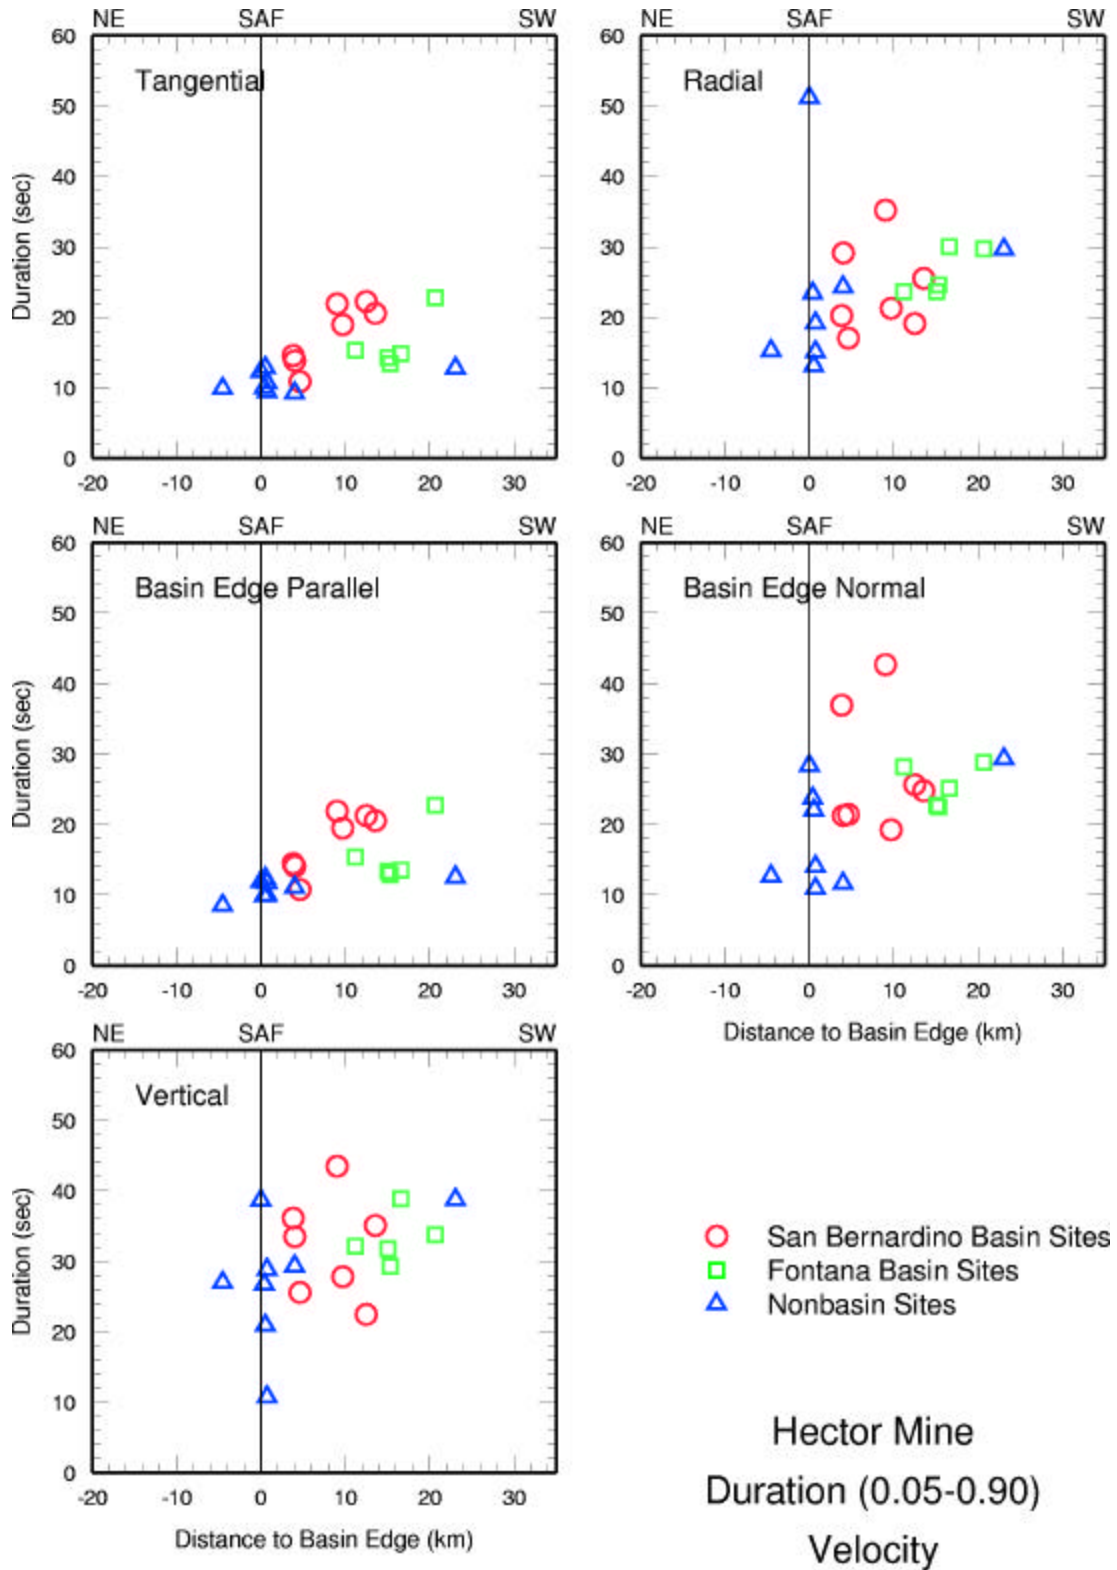 NE SAF SW
60
50
40
30
20
10
0
Duration (sec)
Tangential
-20 -10 0 10 20 30
NE SAF SW
60
50
40
30
20
10
0
Radial
-20 -10 0 10 20 30
NE SAF SW
60
50
40
30
20
10
0
Duration (sec)
Basin Edge Parallel
-20 -10 0 10 20 30
NE SAF SW
60
50
40
30
20
10
0
Basin Edge Normal
-20 -10 0 10 20 30
Distance to Basin Edge (km)
NE SAF SW
60
50
40
30
20
10
0
Duration (sec)
Vertical
-20 -10 0 10 20 30
Distance to Basin Edge (km)
San Bernardino Basin Sites
Fontana Basin Sites
Nonbasin Sites
Hector Mine
Duration (0.05-0.90)
Velocity